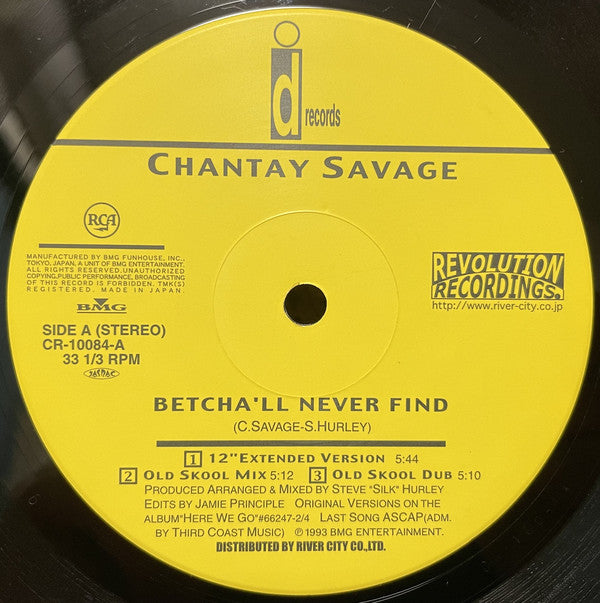 id
records
CHANTAY SAVAGE
RCA
MANUFACTURED BY BMG FUNHOUSE, INC.,
TOKYO, JAPAN, A UNIT OF BMG ENTERTAINMENT.
ALL RIGHTS RESERVED.UNAUTHORIZED
COPYING,PUBLIC PERFORMANCE, BROADCASTING
OF THIS RECORD IS FORBIDDEN. TMK(S)
REGISTERED. MADE IN JAPAN.
BMG
SIDE A (STEREO)
CR-10084-A
33 1/3 RPM
JASRAC
REVOLUTION
RECORDINGS.
http://www.river-city.co.jp
BETCHA'LL NEVER FIND
(C.SAVAGE-S.HURLEY)
1 12"EXTENDED VERSION 5:44
2 OLD SKOOL MIX 5:12 3 OLD SKOOL DUB 5:10
PRODUCED ARRANGED & MIXED BY STEVE "SILK" HURLEY
EDITS BY JAMIE PRINCIPLE ORIGINAL VERSIONS ON THE
ALBUM"HERE WE GO"#66247-2/4 LAST SONG ASCAP(ADM.
BY THIRD COAST MUSIC) ℗1993 BMG ENTERTAINMENT.
DISTRIBUTED BY RIVER CITY CO.,LTD.